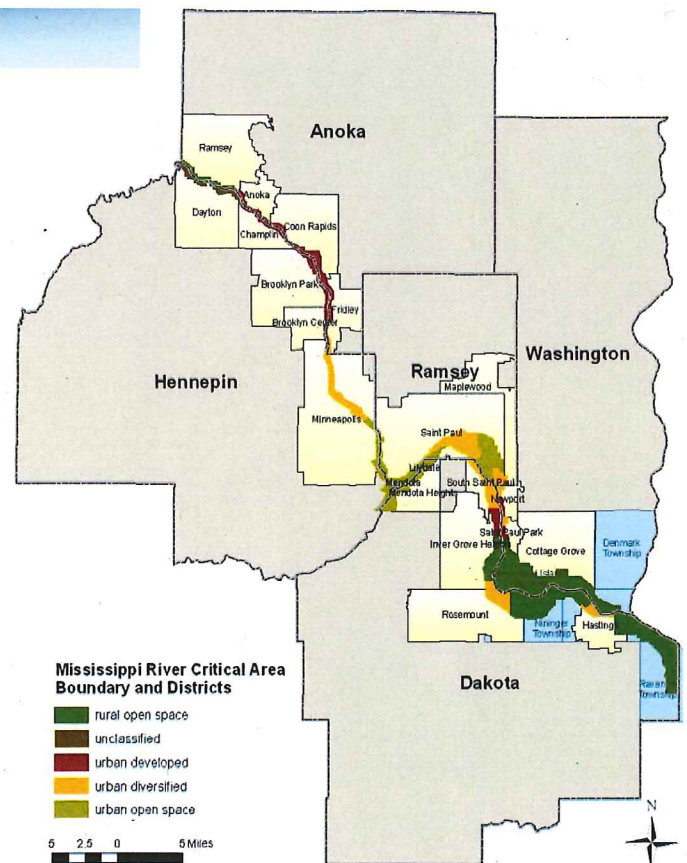 Anoka
Ramsey
Anoka
Dayton
Champlin
Coon Rapids
Brooklyn Park
Fridley
Brooklyn Center
Washington
Hennepin
Ramsey
Maplewood
Minneapolis
Saint Paul
Lilydale
Mendota
South Saint Paul
Mendota Heights
Newport
Saint Paul Park
Inver Grove Heights
Cottage Grove
Denmark
Township
Rosemount
Nininger
Township
Hastings
Ravenna
Township
Dakota
Mississippi River Critical Area
Boundary and Districts
rural open space
unclassified
urban developed
urban diversified
urban open space
N
5 2.5 0 5 Miles